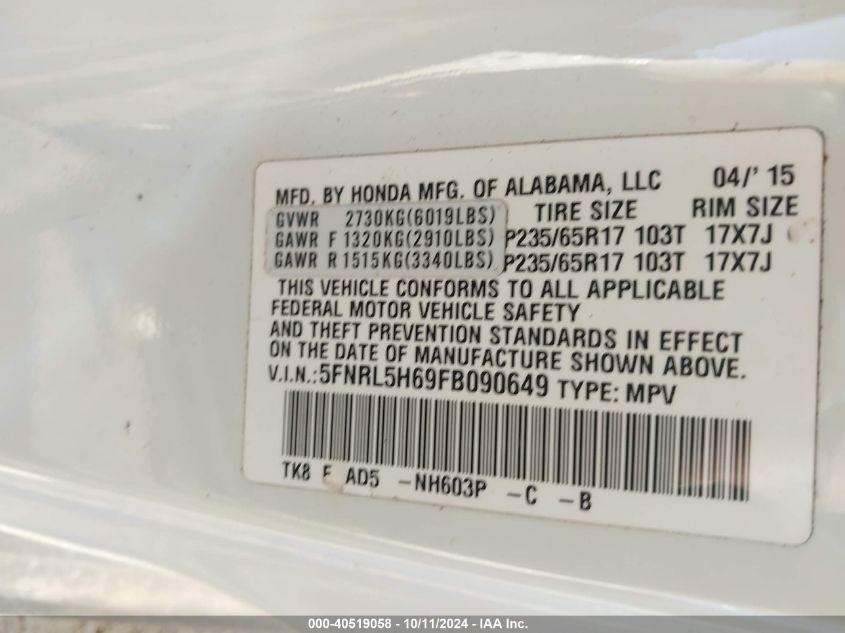 MFD. BY HONDA MFG. OF ALABAMA, LLC 04/' 15
GVWR 2730KG(6019LBS) TIRE SIZE RIM SIZE
GAWR F 1320KG(2910LBS) P235/65R17 103T 17X7J
GAWR R 1515KG(3340LBS) P235/65R17 103T 17X7J
THIS VEHICLE CONFORMS TO ALL APPLICABLE
FEDERAL MOTOR VEHICLE SAFETY
AND THEFT PREVENTION STANDARDS IN EFFECT
ON THE DATE OF MANUFACTURE SHOWN ABOVE.
V.I.N.:5FNRL5H69FB090649 TYPE: MPV
TK8 F AD5 -NH603P -C -B
000-40519058 - 10/11/2024 - IAA Inc.